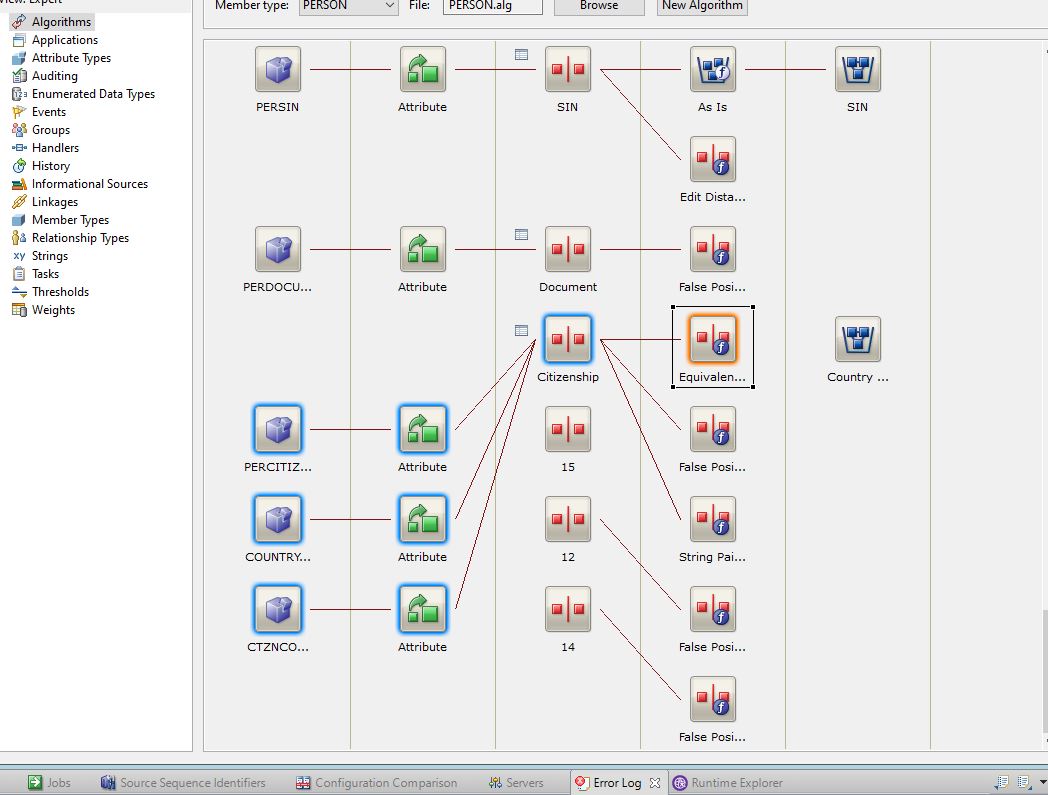 View: Expert
Algorithms
Applications
Attribute Types
Auditing
Enumerated Data Types
Events
Groups
Handlers
History
Informational Sources
Linkages
Member Types
Relationship Types
Strings
Tasks
Thresholds
Weights
Member type: PERSON File: PERSON.alg Browse New Algorithm
PERSIN Attribute SIN As Is SIN
Edit Dista...
PERDOCU... Attribute Document False Posi...
Citizenship Equivalen... Country ...
PERCITIZ... Attribute 15 False Posi...
COUNTRY... Attribute 12 String Pai...
CTZNCO... Attribute 14 False Posi...
False Posi...
Jobs Source Sequence Identifiers Configuration Comparison Servers Error Log Runtime Explorer